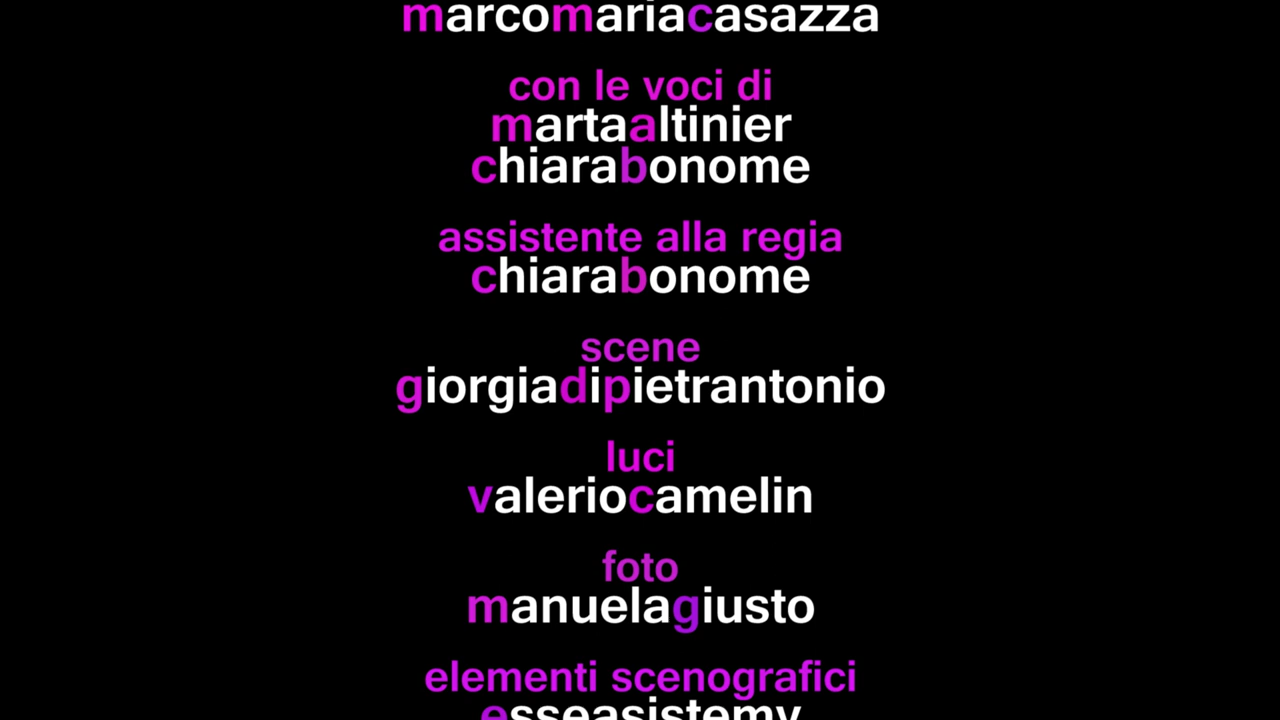 marcomariacasazza
con le voci di
martaaltinier
chiarabonome
assistente alla regia
chiarabonome
scene
giorgiadipietrantonio
luci
valeriocamelin
foto
manuelagiusto
elementi scenografici
esseasistemy